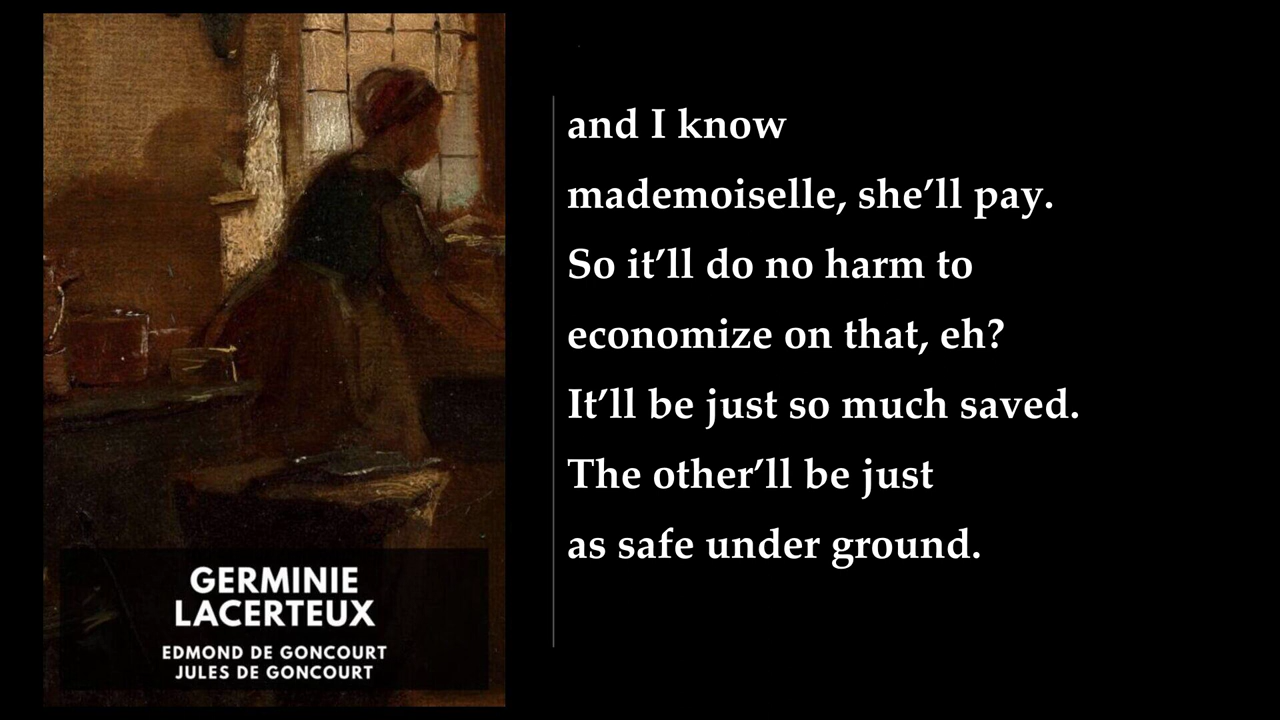 GERMINIE
LACERTEUX
EDMOND DE GONCOURT
JULES DE GONCOURT
and I know
mademoiselle, she’ll pay.
So it’ll do no harm to
economize on that, eh?
It’ll be just so much saved.
The other’ll be just
as safe under ground.